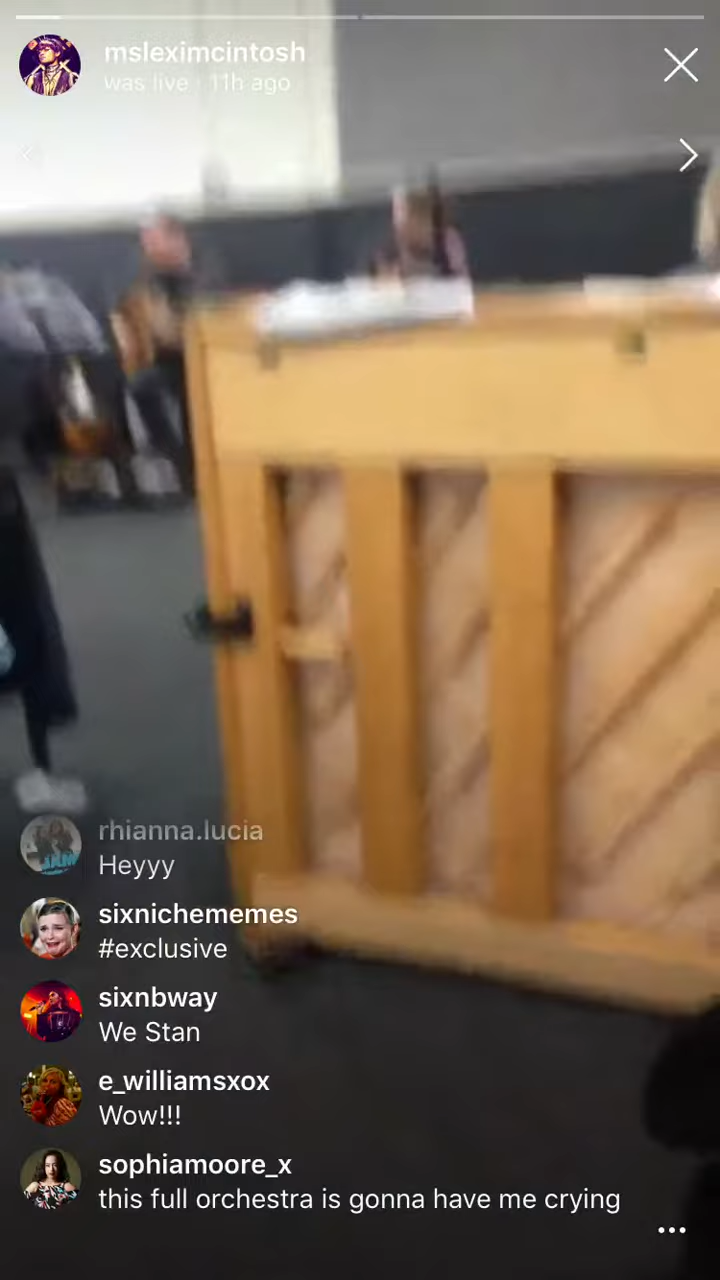 msleximcintosh
was live · 11h ago
rhianna.lucia
Heyyy
sixnichememes
#exclusive
sixnbway
We Stan
e_williamsxox
Wow!!!
sophiamoore_x
this full orchestra is gonna have me crying